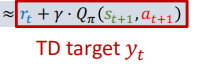 ≈ r_t + γ · Q_π(s_{t+1}, a_{t+1})
TD target y_t